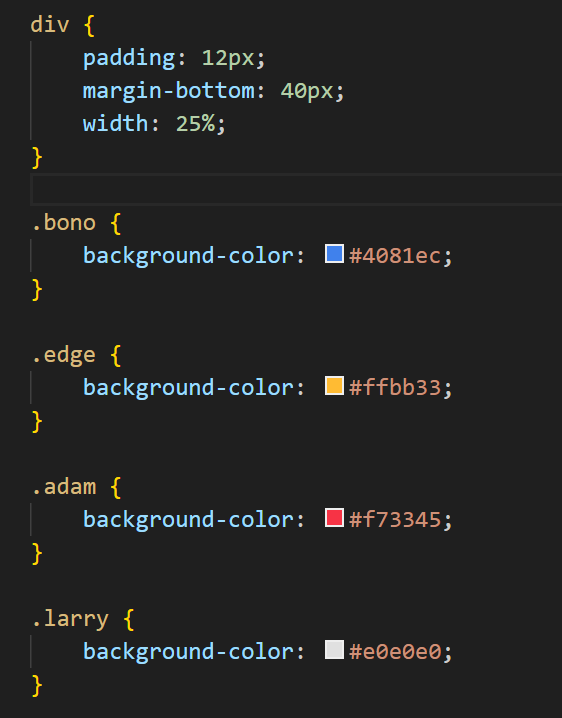 div {
    padding: 12px;
    margin-bottom: 40px;
    width: 25%;
}

.bono {
    background-color: #4081ec;
}

.edge {
    background-color: #ffbb33;
}

.adam {
    background-color: #f73345;
}

.larry {
    background-color: #e0e0e0;
}